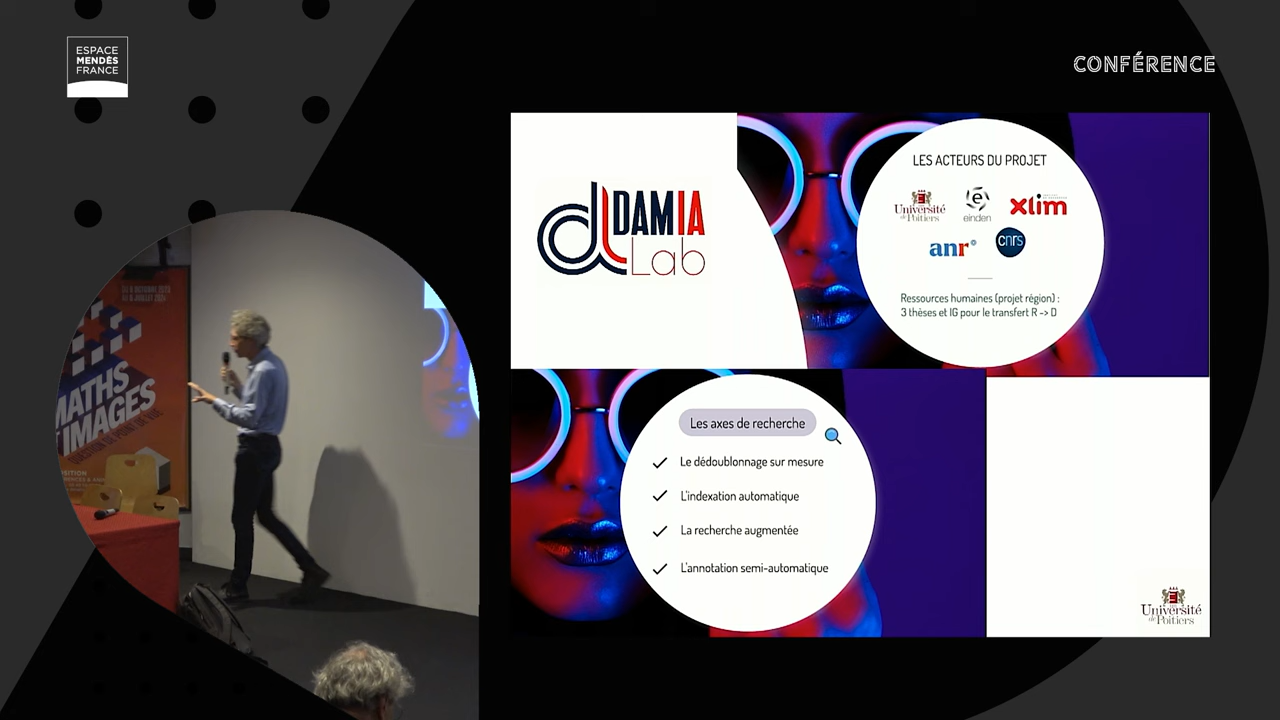 ESPACE
MENDÈS
FRANCE
CONFÉRENCE
DAMIA
Lab
LES ACTEURS DU PROJET
Université
de Poitiers
e
einden
xlim
anr
cnrs
Ressources humaines (projet région) :
3 thèses et IG pour le transfert R -> D
Les axes de recherche
Le dédoublonnage sur mesure
L'indexation automatique
La recherche augmentée
L'annotation semi-automatique
Université
de Poitiers
MATHS
IMAGES